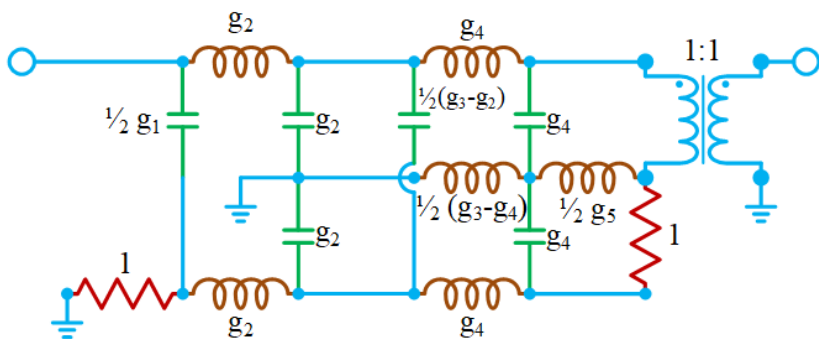 g₂
g₄
1:1
½ g₁
g₂
½(g₃-g₂)
g₄
½ (g₃-g₄)
½ g₅
g₂
g₄
1
1
g₂
g₄